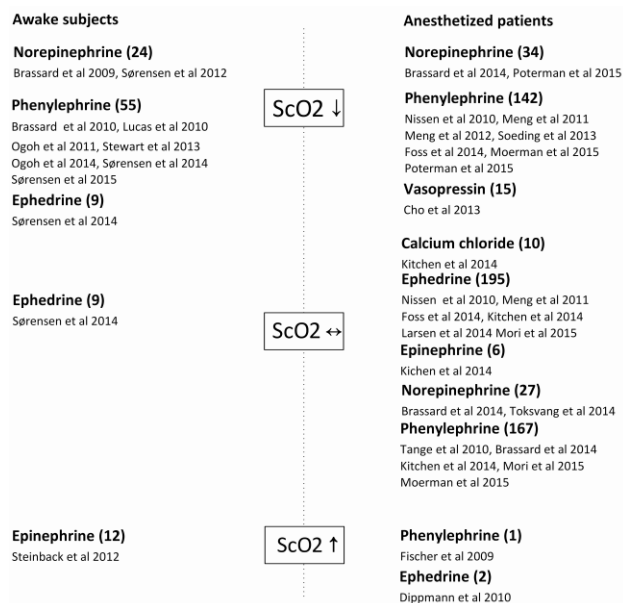 Awake subjects
Norepinephrine (24)
Brassard et al 2009, Sørensen et al 2012
Phenylephrine (55)
Brassard et al 2010, Lucas et al 2010
Ogoh et al 2011, Stewart et al 2013
Ogoh et al 2014, Sørensen et al 2014
Sørensen et al 2015
Ephedrine (9)
Sørensen et al 2014
Ephedrine (9)
Sørensen et al 2014
Epinephrine (12)
Steinback et al 2012
ScO2 ↓
ScO2 ↔
ScO2 ↑
Anesthetized patients
Norepinephrine (34)
Brassard et al 2014, Poterman et al 2015
Phenylephrine (142)
Nissen et al 2010, Meng et al 2011
Meng et al 2012, Soeding et al 2013
Foss et al 2014, Moerman et al 2015
Poterman et al 2015
Vasopressin (15)
Cho et al 2013
Calcium chloride (10)
Kitchen et al 2014
Ephedrine (195)
Nissen et al 2010, Meng et al 2011
Foss et al 2014, Kitchen et al 2014
Larsen et al 2014 Mori et al 2015
Epinephrine (6)
Kichen et al 2014
Norepinephrine (27)
Brassard et al 2014, Toksvang et al 2014
Phenylephrine (167)
Tange et al 2010, Brassard et al 2014
Kitchen et al 2014, Mori et al 2015
Moerman et al 2015
Phenylephrine (1)
Fischer et al 2009
Ephedrine (2)
Dippmann et al 2010